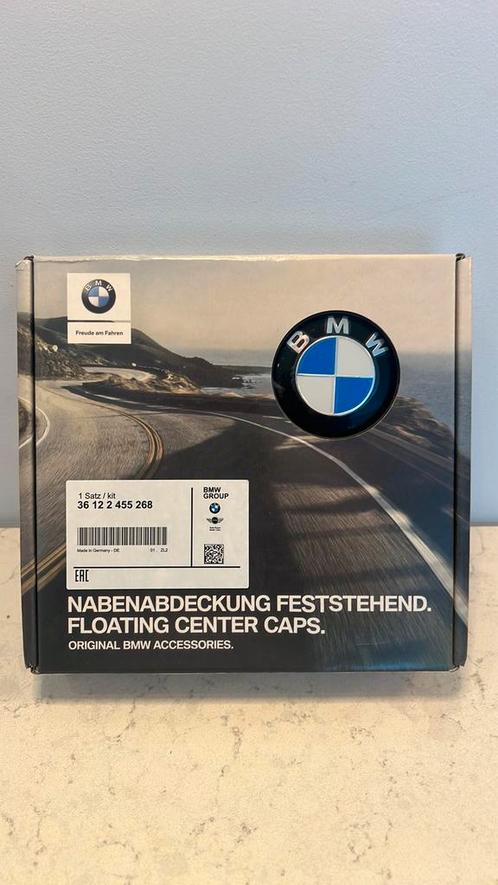 BMW
Freude am Fahren
BMW
1 Satz / kit
36 12 2 455 268
Made in Germany - DE
01 . ZL2
BMW
GROUP
EAC
NABENABDECKUNG FESTSTEHEND.
FLOATING CENTER CAPS.
ORIGINAL BMW ACCESSORIES.